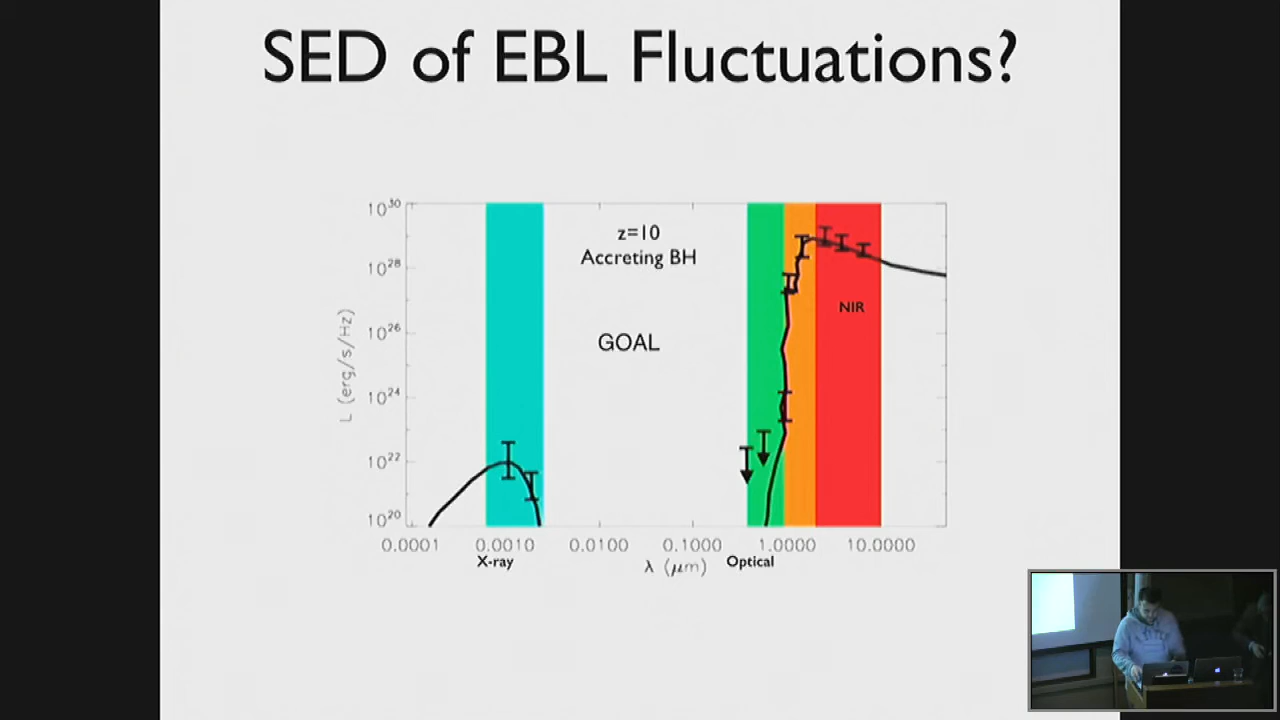 SED of EBL Fluctuations?
10^30
10^28
10^26
10^24
10^22
10^20
L (erg/s/Hz)
z=10
Accreting BH
GOAL
NIR
0.0001 0.0010 0.0100 0.1000 1.0000 10.0000
X-ray
λ (μm)
Optical